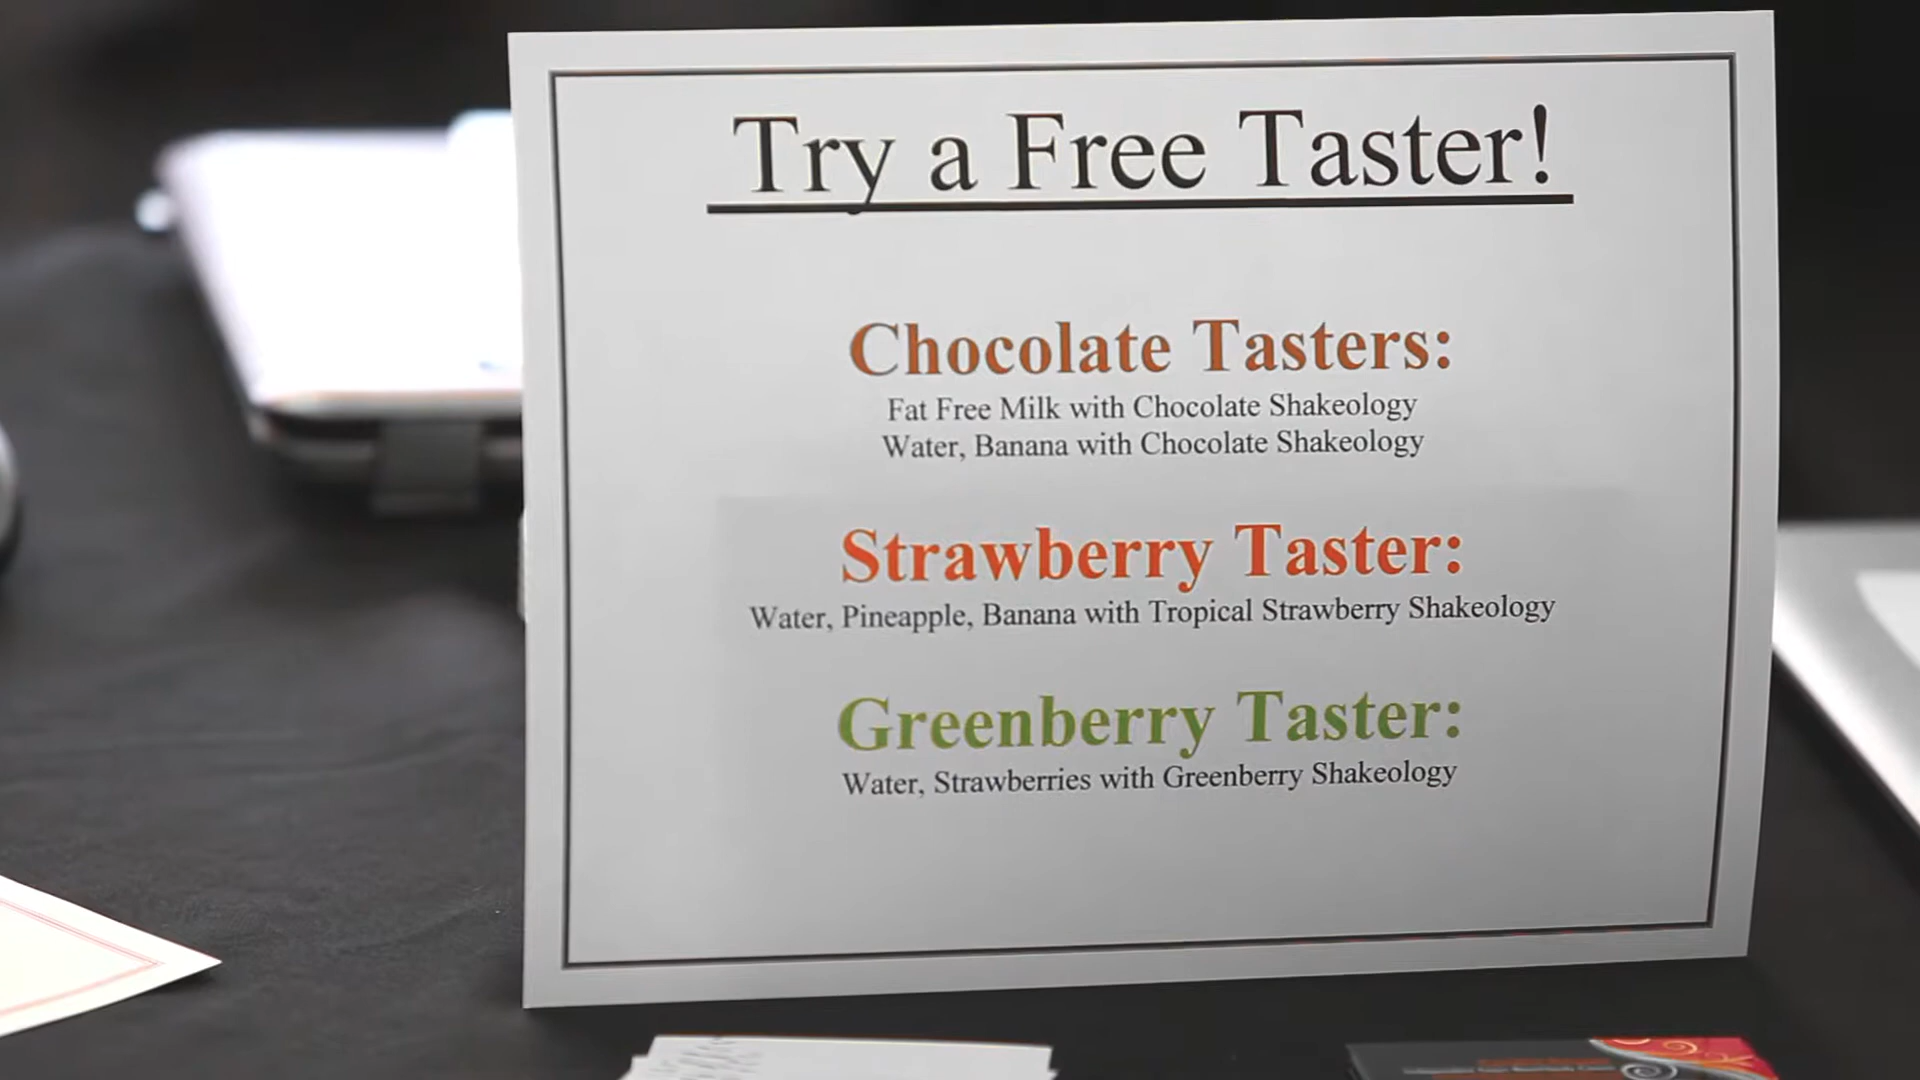 Try a Free Taster!
Chocolate Tasters:
Fat Free Milk with Chocolate Shakeology
Water, Banana with Chocolate Shakeology
Strawberry Taster:
Water, Pineapple, Banana with Tropical Strawberry Shakeology
Greenberry Taster:
Water, Strawberries with Greenberry Shakeology